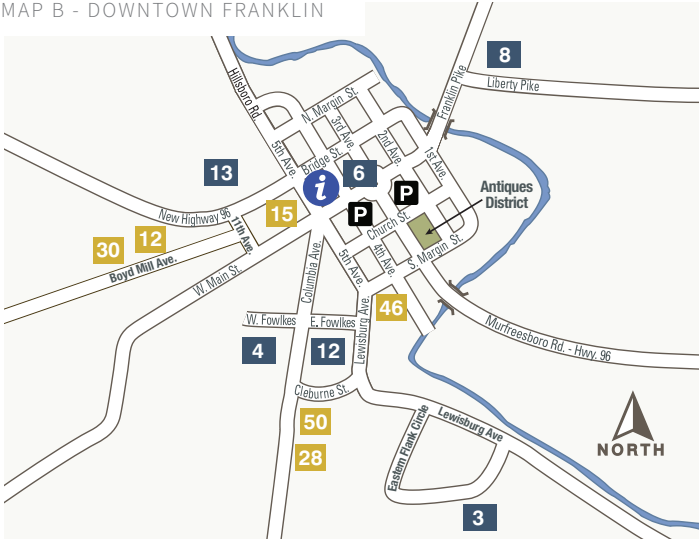 MAP B - DOWNTOWN FRANKLIN
8
Hillsboro Rd.
Franklin Pike
Liberty Pike
N. Margin St.
3rd Ave.
2nd Ave.
1st Ave.
5th Ave.
Bridge St.
13
6
i
P
P
Antiques
District
New Highway 96
15
11th Ave.
Church St.
12
30
Boyd Mill Ave.
W. Main St.
Columbia Ave.
5th Ave.
4th Ave.
S. Margin St.
46
W. Fowlkes
E. Fowlkes
Lewisburg Ave.
Murfreesboro Rd. - Hwy. 96
4
12
Cleburne St.
50
28
Eastern Flank Circle
Lewisburg Ave
NORTH
3